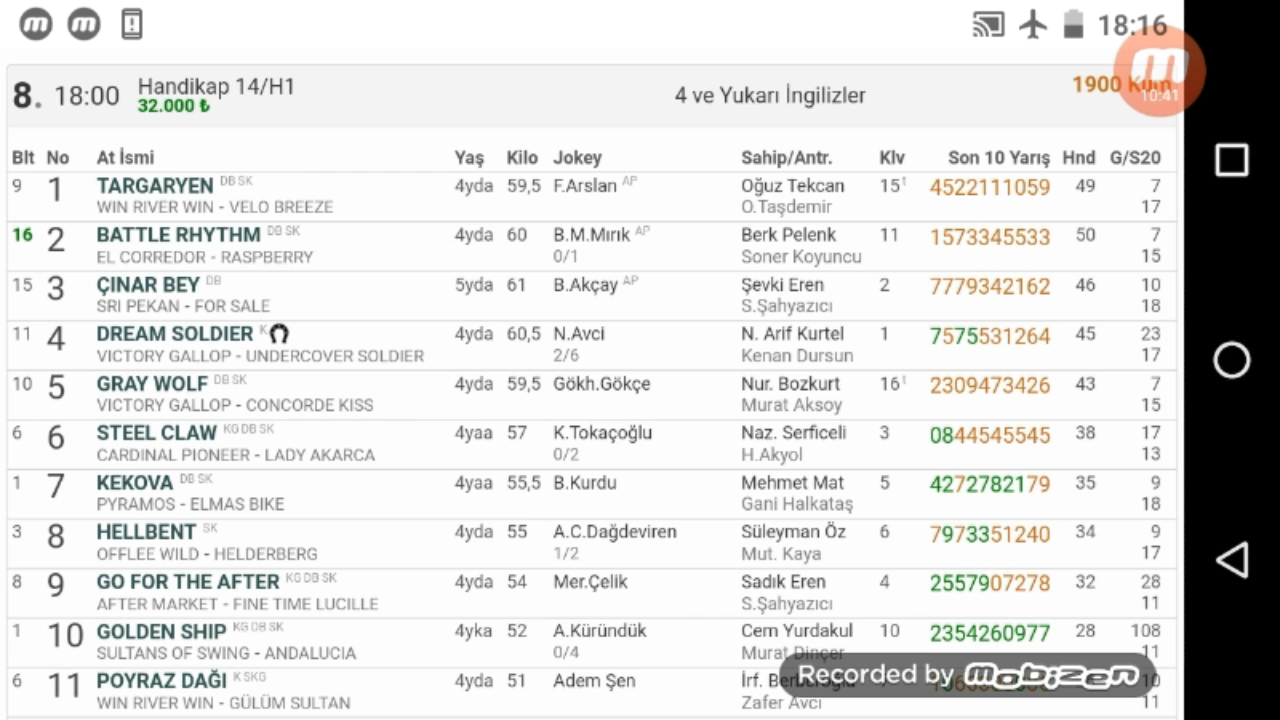 18:16
8. 18:00 Handikap 14/H1 4 ve Yukarı İngilizler 1900
32.000 ₺
10:41
Blt No At İsmi Yaş Kilo Jokey Sahip/Antr. Klv Son 10 Yarış Hnd G/S20
9 1 TARGARYEN DB SK 4yda 59,5 F.Arslan AP Oğuz Tekcan 15t 4522111059 49 7
WIN RIVER WIN - VELO BREEZE O.Taşdemir 17
16 2 BATTLE RHYTHM DB SK 4yda 60 B.M.Mırık AP Berk Pelenk 11 1573345533 50 7
EL CORREDOR - RASPBERRY 0/1 Soner Koyuncu 15
15 3 ÇINAR BEY DB 5yda 61 B.Akçay AP Şevki Eren 2 7779342162 46 10
SRI PEKAN - FOR SALE S.Şahyazıcı 18
11 4 DREAM SOLDIER K 4yda 60,5 N.Avci N. Arif Kurtel 1 7575531264 45 23
VICTORY GALLOP - UNDERCOVER SOLDIER 2/6 Kenan Dursun 17
10 5 GRAY WOLF DB SK 4yda 59,5 Gökh.Gökçe Nur. Bozkurt 16t 2309473426 43 7
VICTORY GALLOP - CONCORDE KISS Murat Aksoy 15
6 6 STEEL CLAW KG DB SK 4yaa 57 K.Tokaçoğlu Naz. Serficeli 3 0844545545 38 17
CARDINAL PIONEER - LADY AKARCA 0/2 H.Akyol 13
1 7 KEKOVA DB SK 4yaa 55,5 B.Kurdu Mehmet Mat 5 4272782179 35 9
PYRAMOS - ELMAS BIKE Gani Halkataş 18
3 8 HELLBENT SK 4yda 55 A.C.Dağdeviren Süleyman Öz 6 7973351240 34 9
OFFLEE WILD - HELDERBERG 1/2 Mut. Kaya 17
8 9 GO FOR THE AFTER KG DB SK 4yda 54 Mer.Çelik Sadık Eren 4 2557907278 32 28
AFTER MARKET - FINE TIME LUCILLE S.Şahyazıcı 11
1 10 GOLDEN SHIP KG DB SK 4yka 52 A.Küründük Cem Yurdakul 10 2354260977 28 108
SULTANS OF SWING - ANDALUCIA 0/4 Murat Dinçer 11
6 11 POYRAZ DAĞI K SKG 4yda 51 Adem Şen İrf. 10
WIN RIVER WIN - GÜLÜM SULTAN Zafer Avcı 11
Recorded by mobizen